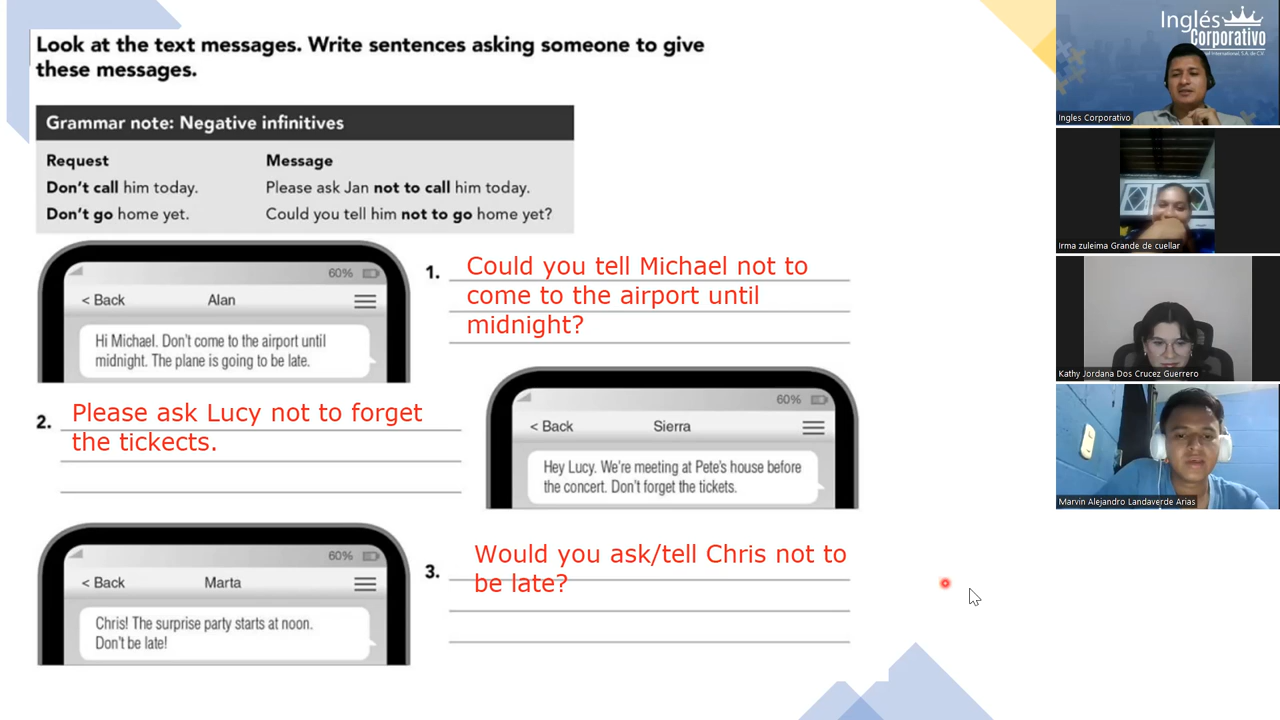 Look at the text messages. Write sentences asking someone to give
these messages.
Grammar note: Negative infinitives
Request Message
Don't call him today. Please ask Jan not to call him today.
Don't go home yet. Could you tell him not to go home yet?
60%
< Back Alan
Hi Michael. Don't come to the airport until
midnight. The plane is going to be late.
1. Could you tell Michael not to
come to the airport until
midnight?
2. Please ask Lucy not to forget
the tickects.
60%
< Back Sierra
Hey Lucy. We're meeting at Pete's house before
the concert. Don't forget the tickets.
60%
< Back Marta
Chris! The surprise party starts at noon.
Don't be late!
3. Would you ask/tell Chris not to
be late?
Inglés
Corporativo
International, S.A. de C.V.
Ingles Corporativo
Irma zuleima Grande de cuellar
Kathy Jordana Dos Crucez Guerrero
Marvin Alejandro Landaverde Arias